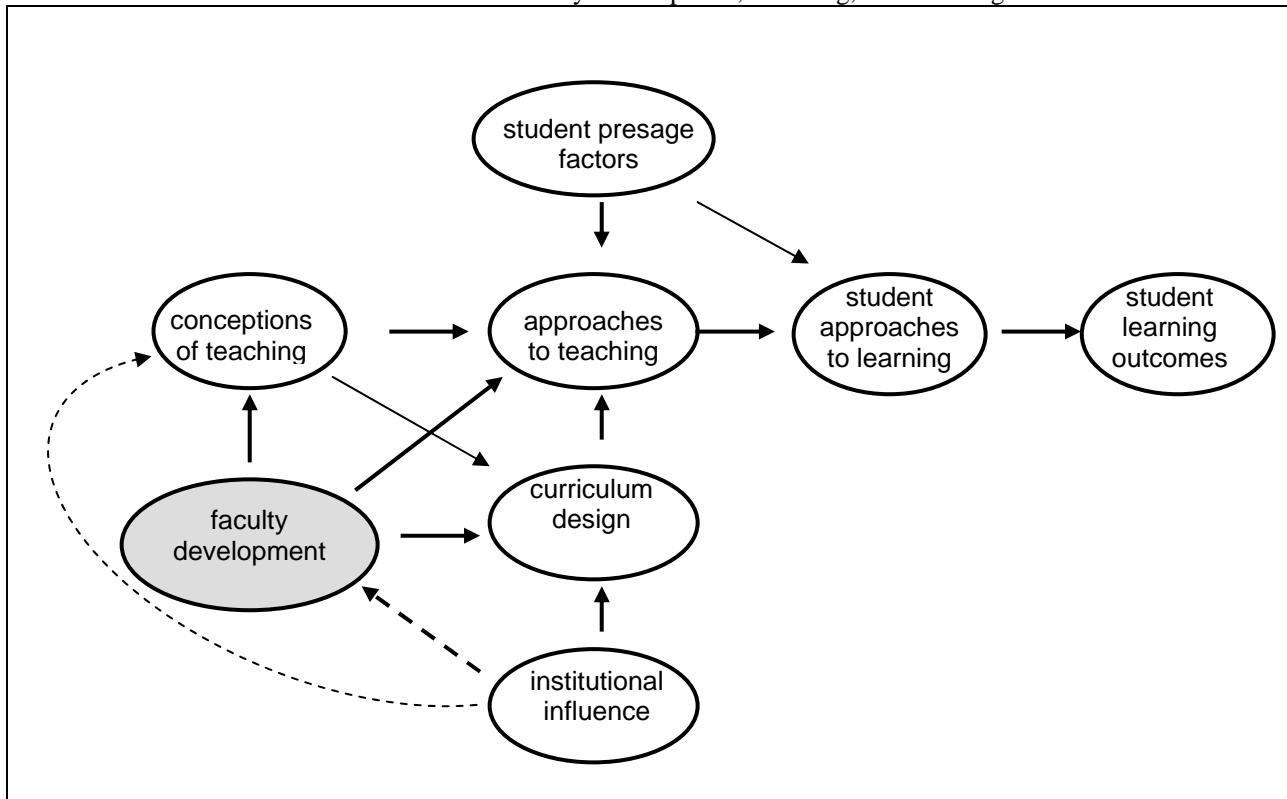 student presage
factors
conceptions
of teaching
approaches
to teaching
student
approaches
to learning
student
learning
outcomes
faculty
development
curriculum
design
institutional
influence